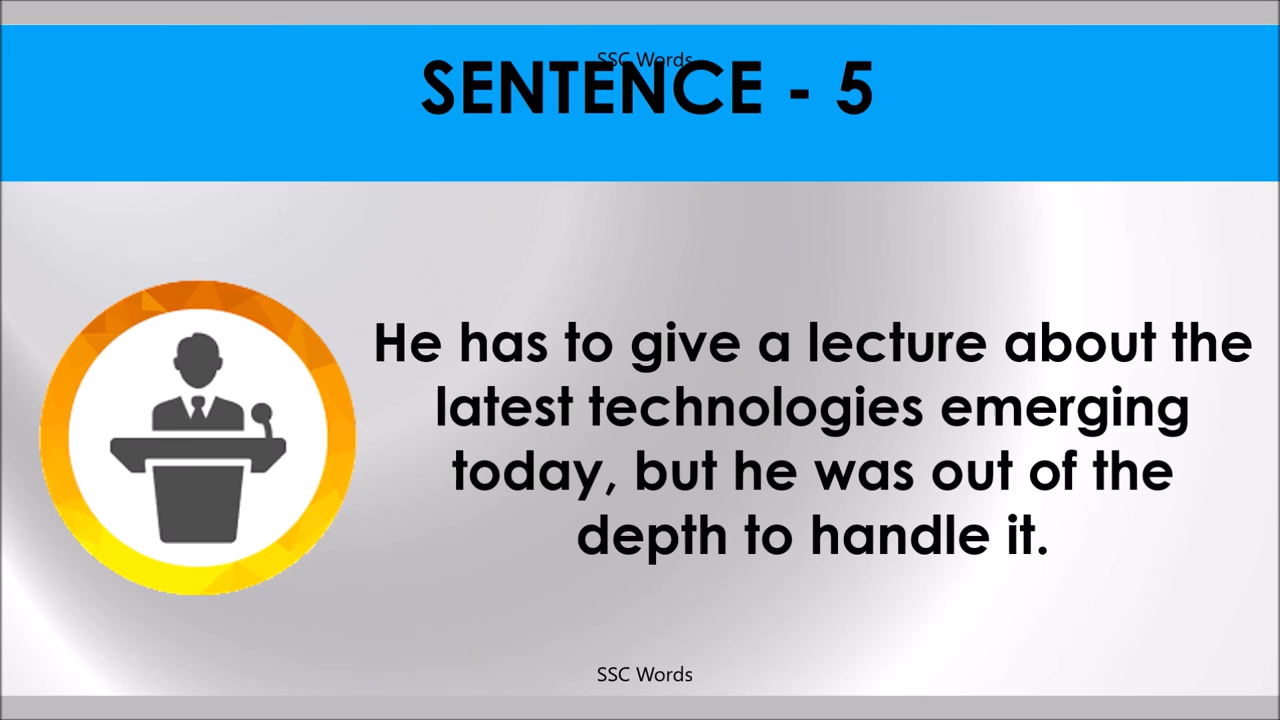 SSC Words
SENTENCE - 5
He has to give a lecture about the
latest technologies emerging
today, but he was out of the
depth to handle it.
SSC Words